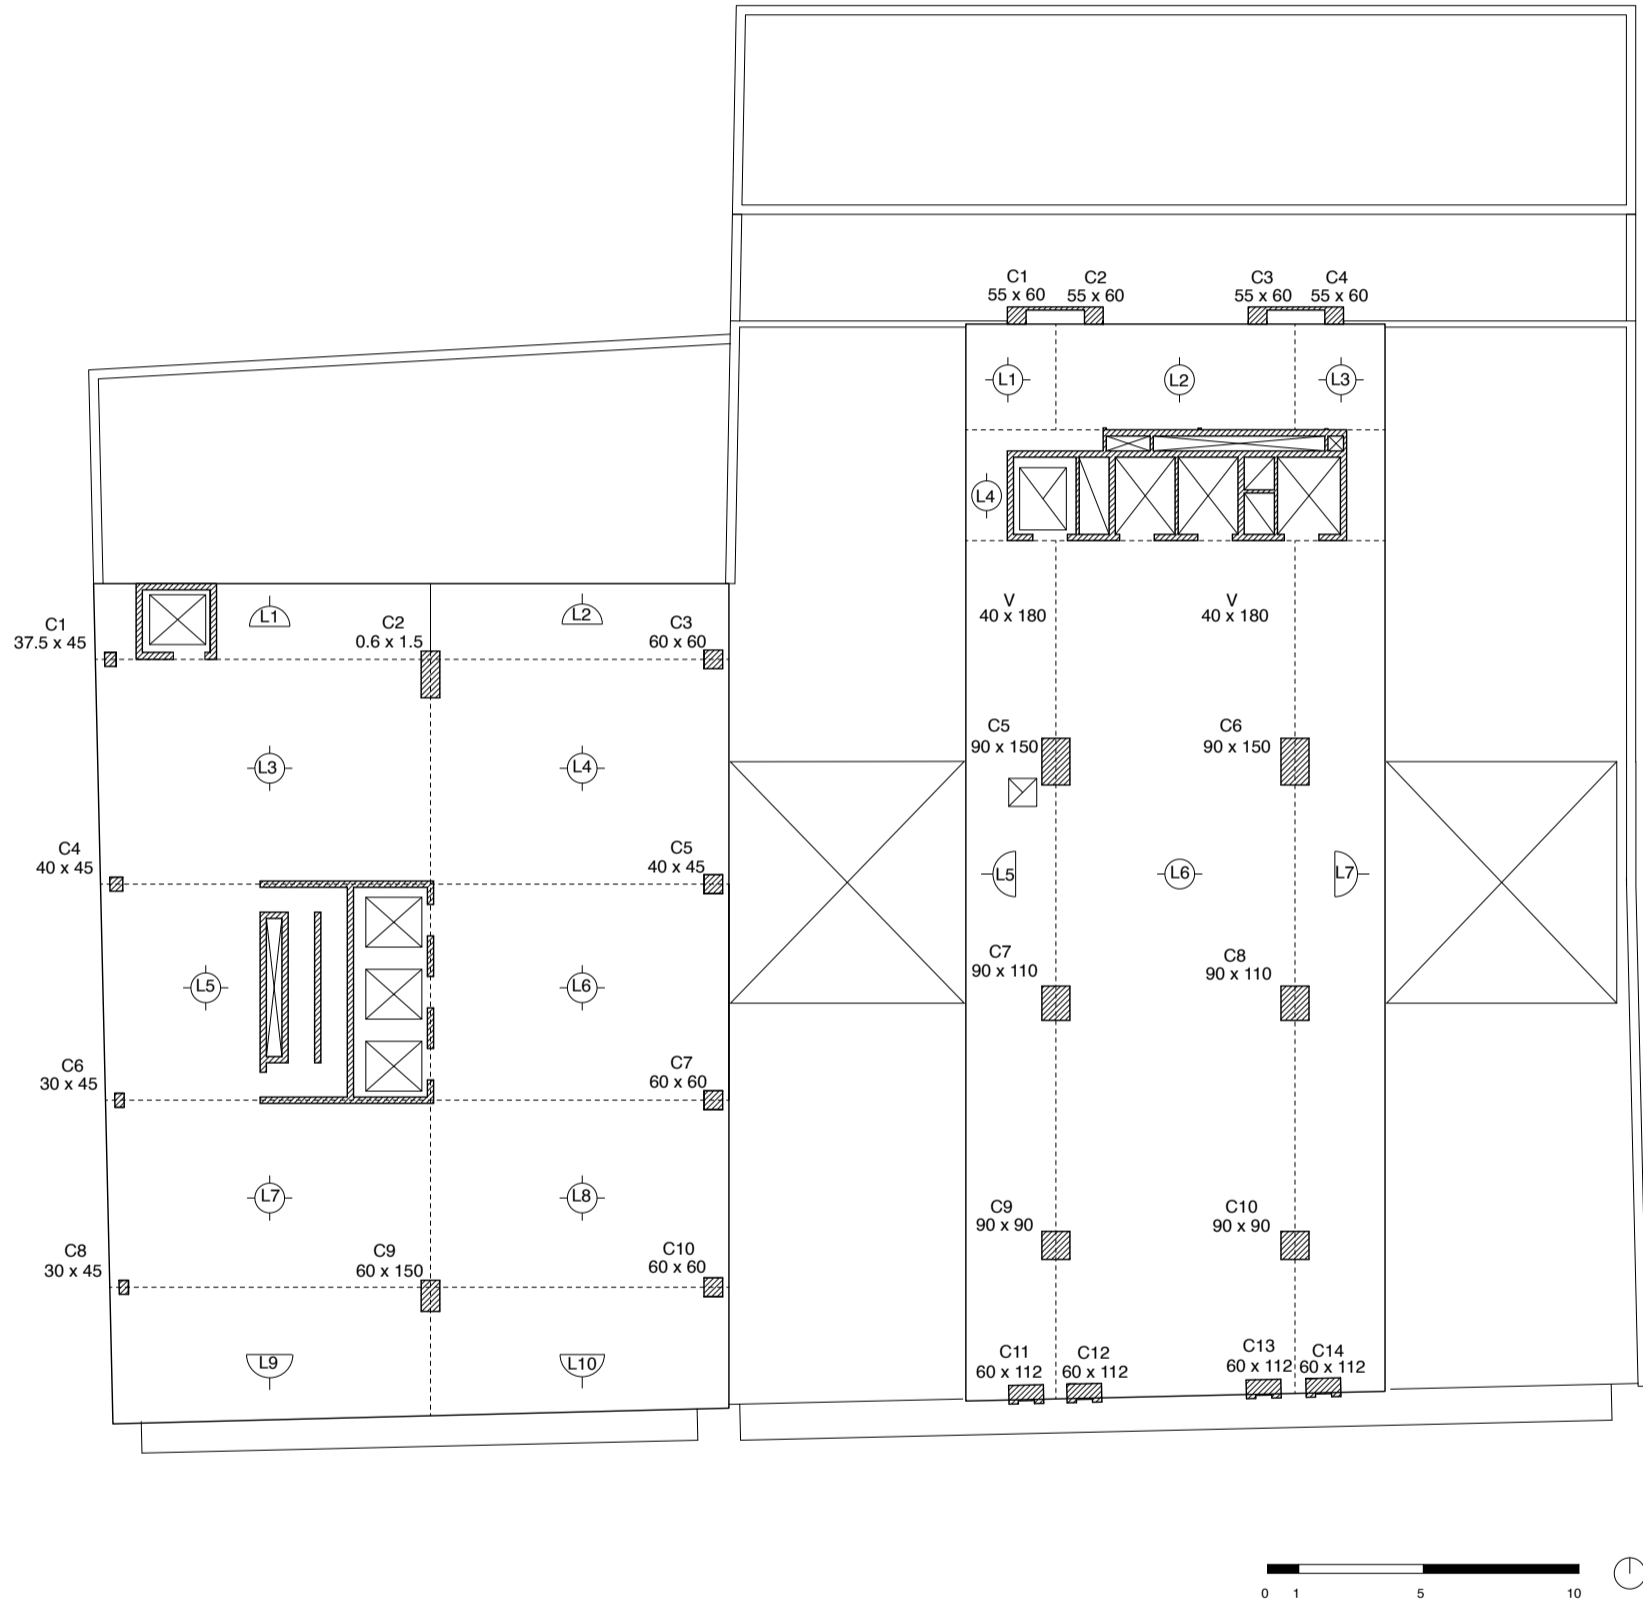 C1
55 x 60
C2
55 x 60
C3
55 x 60
C4
55 x 60
L1
L2
L3
L4
V
40 x 180
V
40 x 180
C5
90 x 150
C6
90 x 150
L5
L6
L7
C7
90 x 110
C8
90 x 110
C9
90 x 90
C10
90 x 90
C11
60 x 112
C12
60 x 112
C13
60 x 112
C14
60 x 112
L1
L2
C1
37.5 x 45
C2
0.6 x 1.5
C3
60 x 60
L3
L4
C4
40 x 45
C5
40 x 45
L5
L6
C6
30 x 45
C7
60 x 60
L7
L8
C8
30 x 45
C9
60 x 150
C10
60 x 60
L9
L10
0 1 5 10